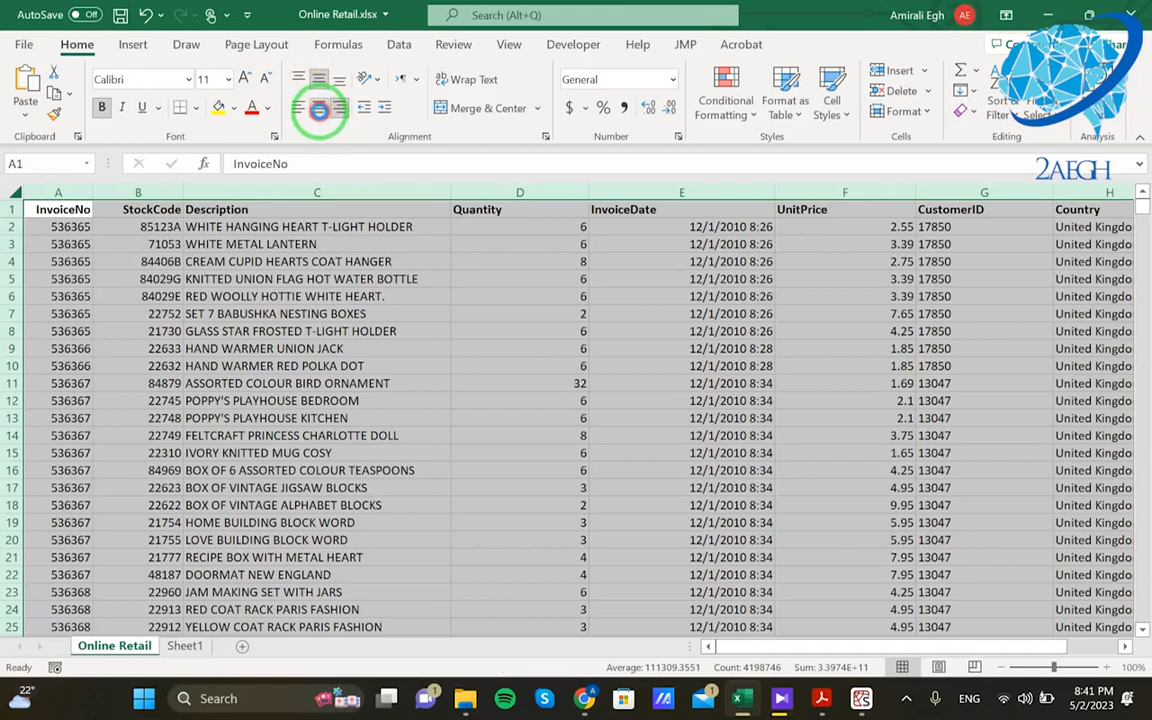 AutoSave Off Online Retail.xlsx Search (Alt+Q) Amirali Egh AE
File Home Insert Draw Page Layout Formulas Data Review View Developer Help JMP Acrobat
Calibri 11 Wrap Text General Insert
Paste B I U A Merge & Center $ % Conditional Formatting Format as Table Cell Styles Delete Format
Clipboard Font Alignment Number Styles Cells Editing Analysis
A1 fx InvoiceNo 2AEGH
A B C D E F G H
1 InvoiceNo StockCode Description Quantity InvoiceDate UnitPrice CustomerID Country
2 536365 85123A WHITE HANGING HEART T-LIGHT HOLDER 6 12/1/2010 8:26 2.55 17850 United Kingdo
3 536365 71053 WHITE METAL LANTERN 6 12/1/2010 8:26 3.39 17850 United Kingdo
4 536365 84406B CREAM CUPID HEARTS COAT HANGER 8 12/1/2010 8:26 2.75 17850 United Kingdo
5 536365 84029G KNITTED UNION FLAG HOT WATER BOTTLE 6 12/1/2010 8:26 3.39 17850 United Kingdo
6 536365 84029E RED WOOLLY HOTTIE WHITE HEART. 6 12/1/2010 8:26 3.39 17850 United Kingdo
7 536365 22752 SET 7 BABUSHKA NESTING BOXES 2 12/1/2010 8:26 7.65 17850 United Kingdo
8 536365 21730 GLASS STAR FROSTED T-LIGHT HOLDER 6 12/1/2010 8:26 4.25 17850 United Kingdo
9 536366 22633 HAND WARMER UNION JACK 6 12/1/2010 8:28 1.85 17850 United Kingdo
10 536366 22632 HAND WARMER RED POLKA DOT 6 12/1/2010 8:28 1.85 17850 United Kingdo
11 536367 84879 ASSORTED COLOUR BIRD ORNAMENT 32 12/1/2010 8:34 1.69 13047 United Kingdo
12 536367 22745 POPPY'S PLAYHOUSE BEDROOM 6 12/1/2010 8:34 2.1 13047 United Kingdo
13 536367 22748 POPPY'S PLAYHOUSE KITCHEN 6 12/1/2010 8:34 2.1 13047 United Kingdo
14 536367 22749 FELTCRAFT PRINCESS CHARLOTTE DOLL 8 12/1/2010 8:34 3.75 13047 United Kingdo
15 536367 22310 IVORY KNITTED MUG COSY 6 12/1/2010 8:34 1.65 13047 United Kingdo
16 536367 84969 BOX OF 6 ASSORTED COLOUR TEASPOONS 6 12/1/2010 8:34 4.25 13047 United Kingdo
17 536367 22623 BOX OF VINTAGE JIGSAW BLOCKS 3 12/1/2010 8:34 4.95 13047 United Kingdo
18 536367 22622 BOX OF VINTAGE ALPHABET BLOCKS 2 12/1/2010 8:34 9.95 13047 United Kingdo
19 536367 21754 HOME BUILDING BLOCK WORD 3 12/1/2010 8:34 5.95 13047 United Kingdo
20 536367 21755 LOVE BUILDING BLOCK WORD 3 12/1/2010 8:34 5.95 13047 United Kingdo
21 536367 21777 RECIPE BOX WITH METAL HEART 4 12/1/2010 8:34 7.95 13047 United Kingdo
22 536367 48187 DOORMAT NEW ENGLAND 4 12/1/2010 8:34 7.95 13047 United Kingdo
23 536368 22960 JAM MAKING SET WITH JARS 6 12/1/2010 8:34 4.25 13047 United Kingdo
24 536368 22913 RED COAT RACK PARIS FASHION 3 12/1/2010 8:34 4.95 13047 United Kingdo
25 536368 22912 YELLOW COAT RACK PARIS FASHION 3 12/1/2010 8:34 4.95 13047 United Kingdo
Online Retail Sheet1
Ready Average: 111309.3551 Count: 4198746 Sum: 3.3974E+11 100%
22° Search 1 1 ENG 8:41 PM
5/2/2023